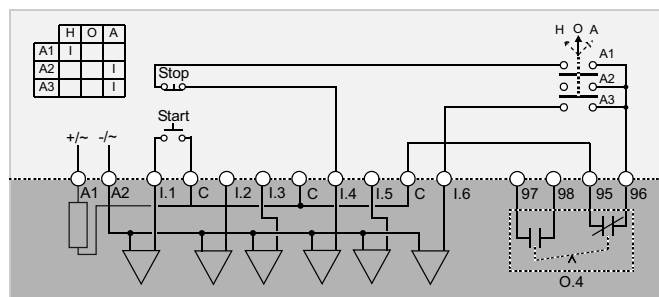 H O A
A1 I
A2 I
A3 I
H O A
A1
A2
A3
Stop
Start
+/~ -/~
A1 A2 I.1 C I.2 I.3 C I.4 I.5 C I.6 97 98 95 96
O.4